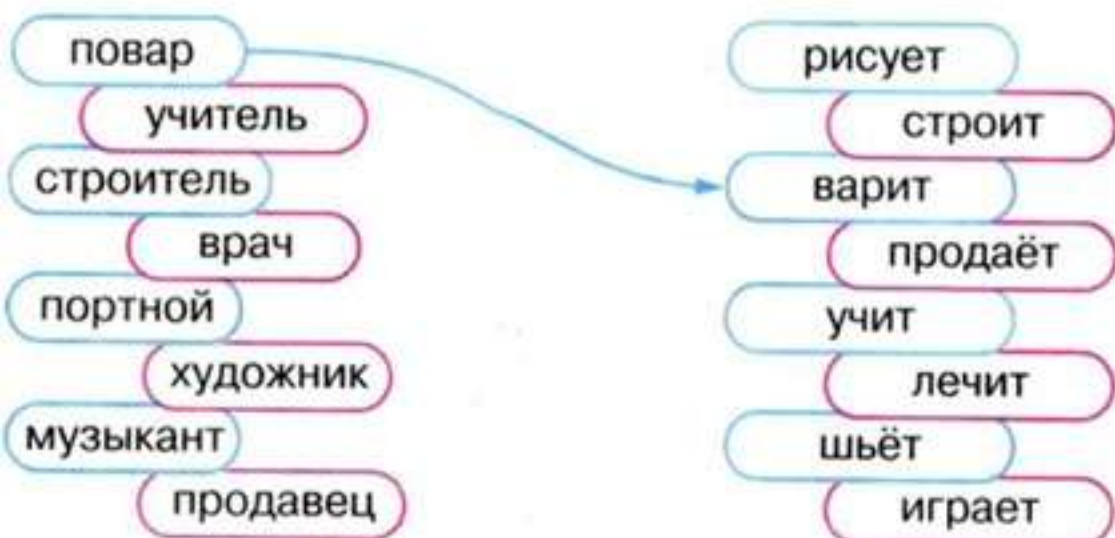 повар
учитель
строитель
врач
портной
художник
музыкант
продавец
рисует
строит
варит
продаёт
учит
лечит
шьёт
играет